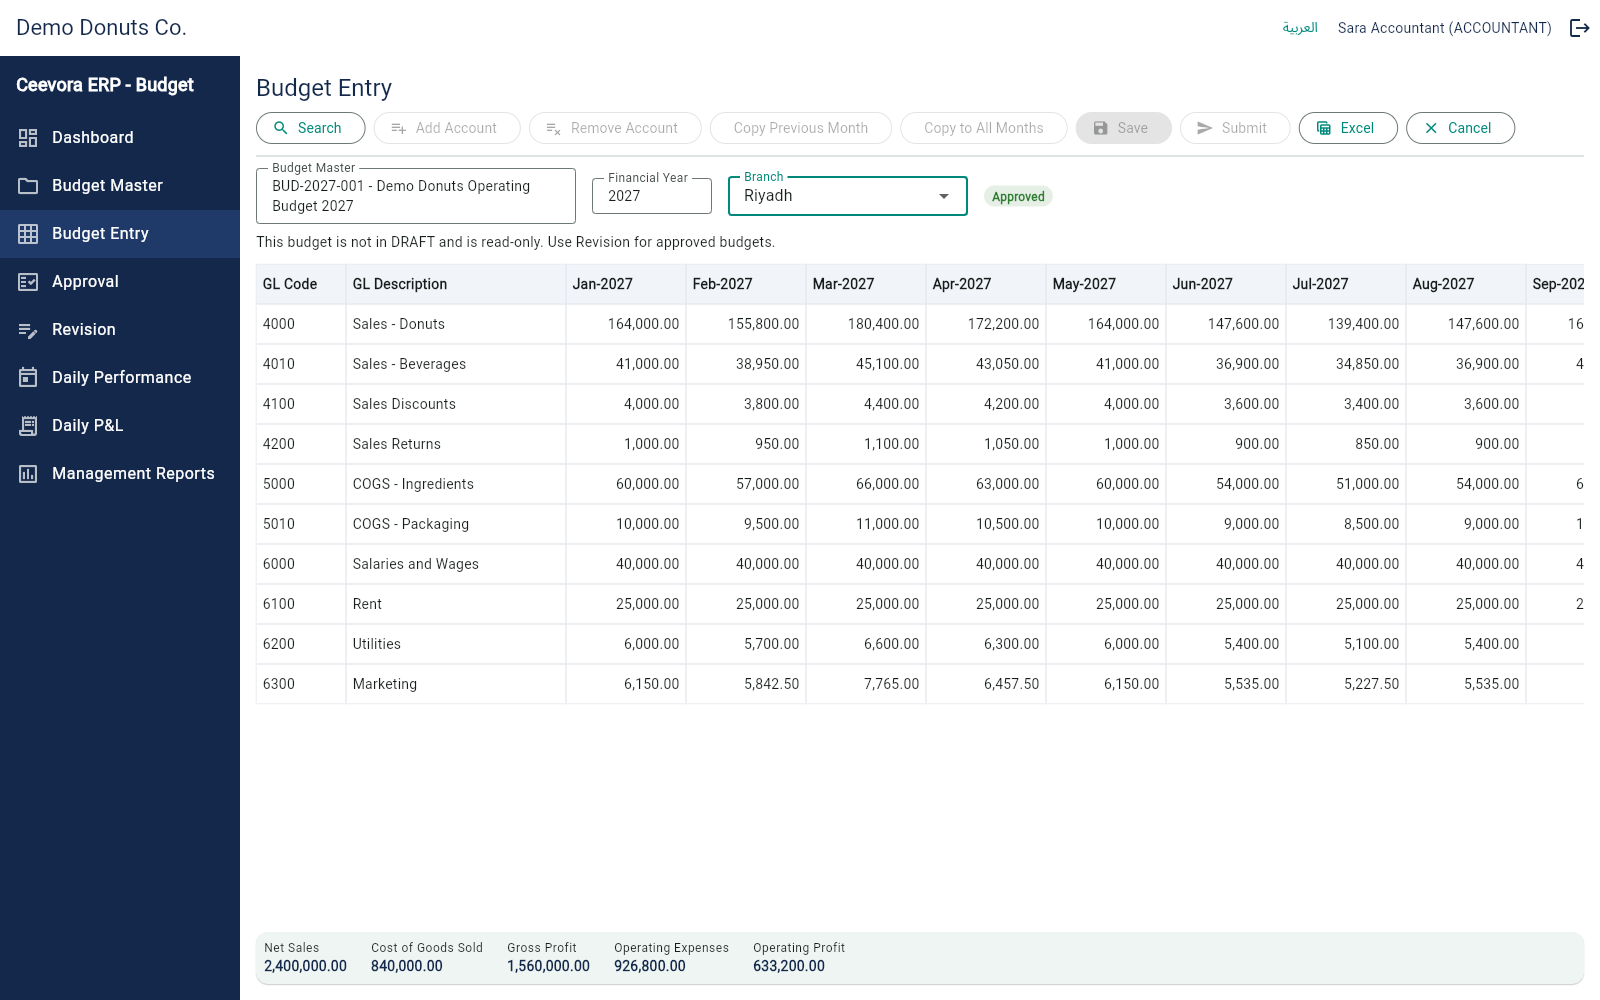 Demo Donuts Co.
العربية
Sara Accountant (ACCOUNTANT)
Ceevora ERP - Budget
Dashboard
Budget Master
Budget Entry
Approval
Revision
Daily Performance
Daily P&L
Management Reports
Budget Entry
Search Add Account Remove Account Copy Previous Month Copy to All Months Save Submit Excel Cancel
Budget Master
BUD-2027-001 - Demo Donuts Operating
Budget 2027
Financial Year
2027
Branch
Riyadh
Approved
This budget is not in DRAFT and is read-only. Use Revision for approved budgets.
GL Code GL Description Jan-2027 Feb-2027 Mar-2027 Apr-2027 May-2027 Jun-2027 Jul-2027 Aug-2027 Sep-202
4000 Sales - Donuts 164,000.00 155,800.00 180,400.00 172,200.00 164,000.00 147,600.00 139,400.00 147,600.00 16
4010 Sales - Beverages 41,000.00 38,950.00 45,100.00 43,050.00 41,000.00 36,900.00 34,850.00 36,900.00 4
4100 Sales Discounts 4,000.00 3,800.00 4,400.00 4,200.00 4,000.00 3,600.00 3,400.00 3,600.00
4200 Sales Returns 1,000.00 950.00 1,100.00 1,050.00 1,000.00 900.00 850.00 900.00
5000 COGS - Ingredients 60,000.00 57,000.00 66,000.00 63,000.00 60,000.00 54,000.00 51,000.00 54,000.00 6
5010 COGS - Packaging 10,000.00 9,500.00 11,000.00 10,500.00 10,000.00 9,000.00 8,500.00 9,000.00 1
6000 Salaries and Wages 40,000.00 40,000.00 40,000.00 40,000.00 40,000.00 40,000.00 40,000.00 40,000.00 4
6100 Rent 25,000.00 25,000.00 25,000.00 25,000.00 25,000.00 25,000.00 25,000.00 25,000.00 2
6200 Utilities 6,000.00 5,700.00 6,600.00 6,300.00 6,000.00 5,400.00 5,100.00 5,400.00
6300 Marketing 6,150.00 5,842.50 7,765.00 6,457.50 6,150.00 5,535.00 5,227.50 5,535.00
Net Sales Cost of Goods Sold Gross Profit Operating Expenses Operating Profit
2,400,000.00 840,000.00 1,560,000.00 926,800.00 633,200.00